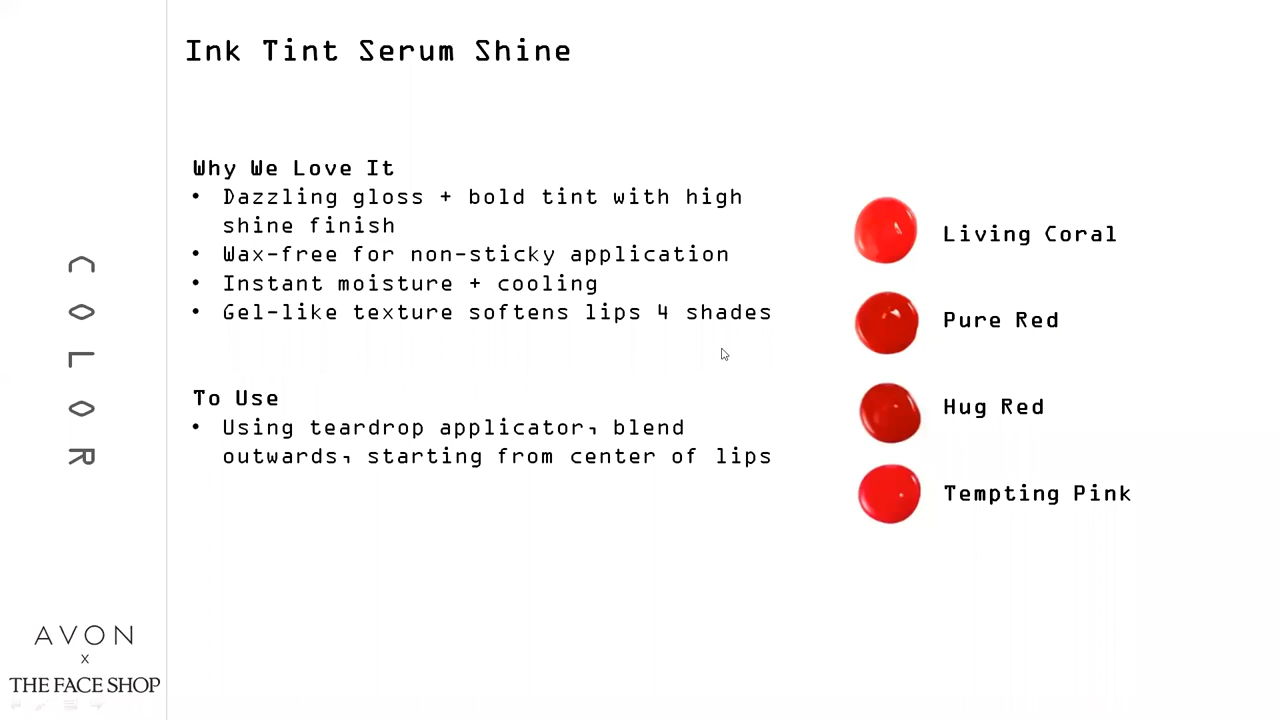 Ink Tint Serum Shine
Why We Love It
• Dazzling gloss + bold tint with high
shine finish
• Wax-free for non-sticky application
• Instant moisture + cooling
• Gel-like texture softens lips 4 shades
To Use
• Using teardrop applicator, blend
outwards, starting from center of lips
Living Coral
Pure Red
Hug Red
Tempting Pink
COLOR
AVON
x
THE FACE SHOP